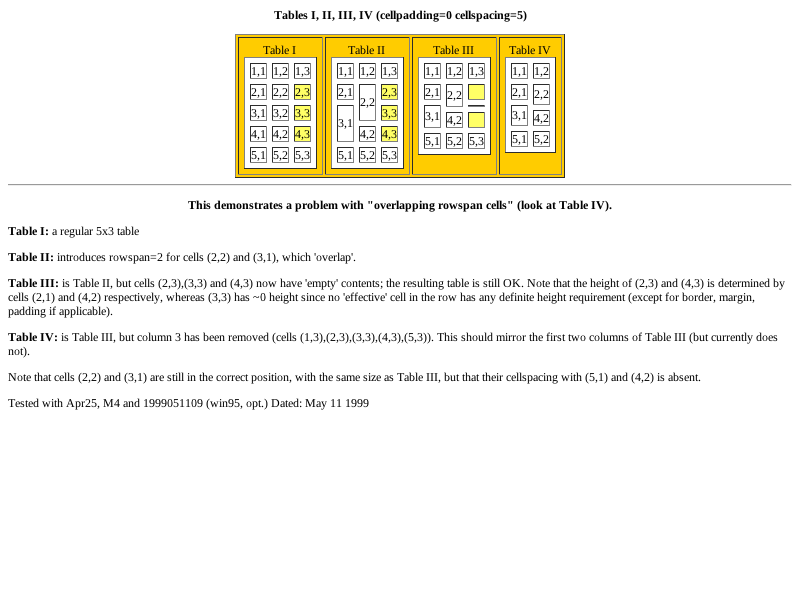 Tables I, II, III, IV (cellpadding=0 cellspacing=5)
Table I Table II Table III Table IV
1,1 1,2 1,3 1,1 1,2 1,3 1,1 1,2 1,3 1,1 1,2
2,1 2,2 2,3 2,1 2,2 2,3 2,1 2,2 2,1 2,2
3,1 3,2 3,3 3,1 3,3 3,1 3,1
4,1 4,2 4,3 4,2 4,3 4,2 4,2
5,1 5,2 5,3 5,1 5,2 5,3 5,1 5,2 5,3 5,1 5,2
This demonstrates a problem with "overlapping rowspan cells" (look at Table IV).
Table I: a regular 5x3 table
Table II: introduces rowspan=2 for cells (2,2) and (3,1), which 'overlap'.
Table III: is Table II, but cells (2,3),(3,3) and (4,3) now have 'empty' contents; the resulting table is still OK. Note that the height of (2,3) and (4,3) is determined by
cells (2,1) and (4,2) respectively, whereas (3,3) has ~0 height since no 'effective' cell in the row has any definite height requirement (except for border, margin,
padding if applicable).
Table IV: is Table III, but column 3 has been removed (cells (1,3),(2,3),(3,3),(4,3),(5,3)). This should mirror the first two columns of Table III (but currently does
not).
Note that cells (2,2) and (3,1) are still in the correct position, with the same size as Table III, but that their cellspacing with (5,1) and (4,2) is absent.
Tested with Apr25, M4 and 1999051109 (win95, opt.) Dated: May 11 1999